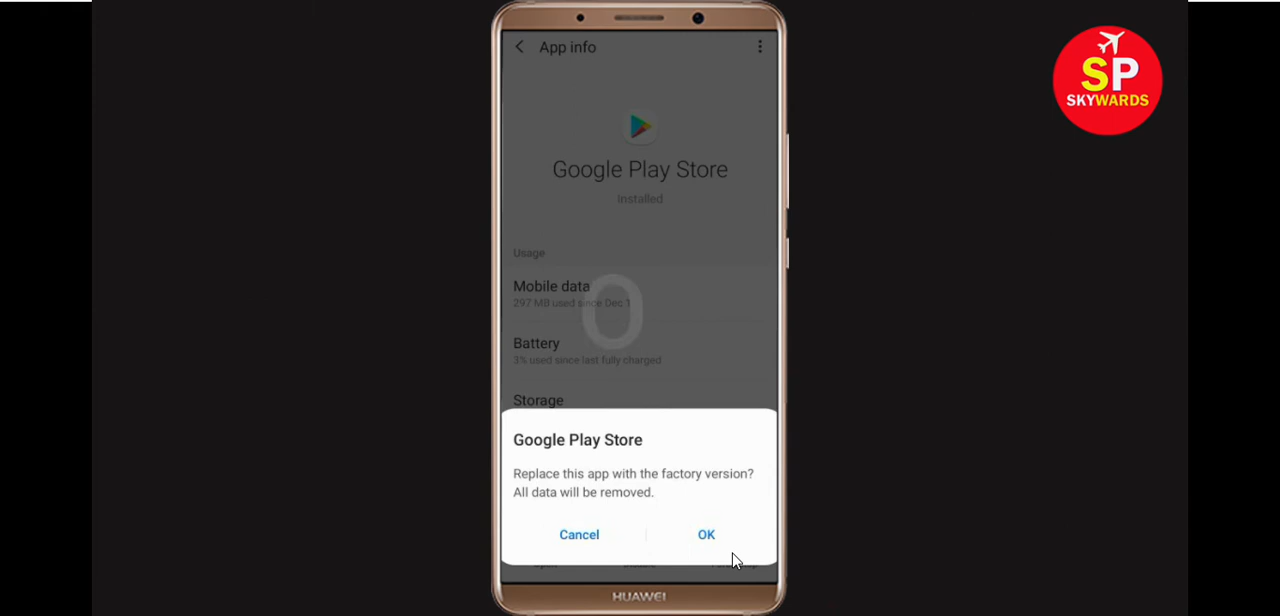 App info
SP
SKYWARDS
Google Play Store
Installed
Usage
Mobile data
297 MB used since Dec 1
0
Battery
3% used since last fully charged
Storage
Google Play Store
Replace this app with the factory version?
All data will be removed.
Cancel
OK
HUAWEI